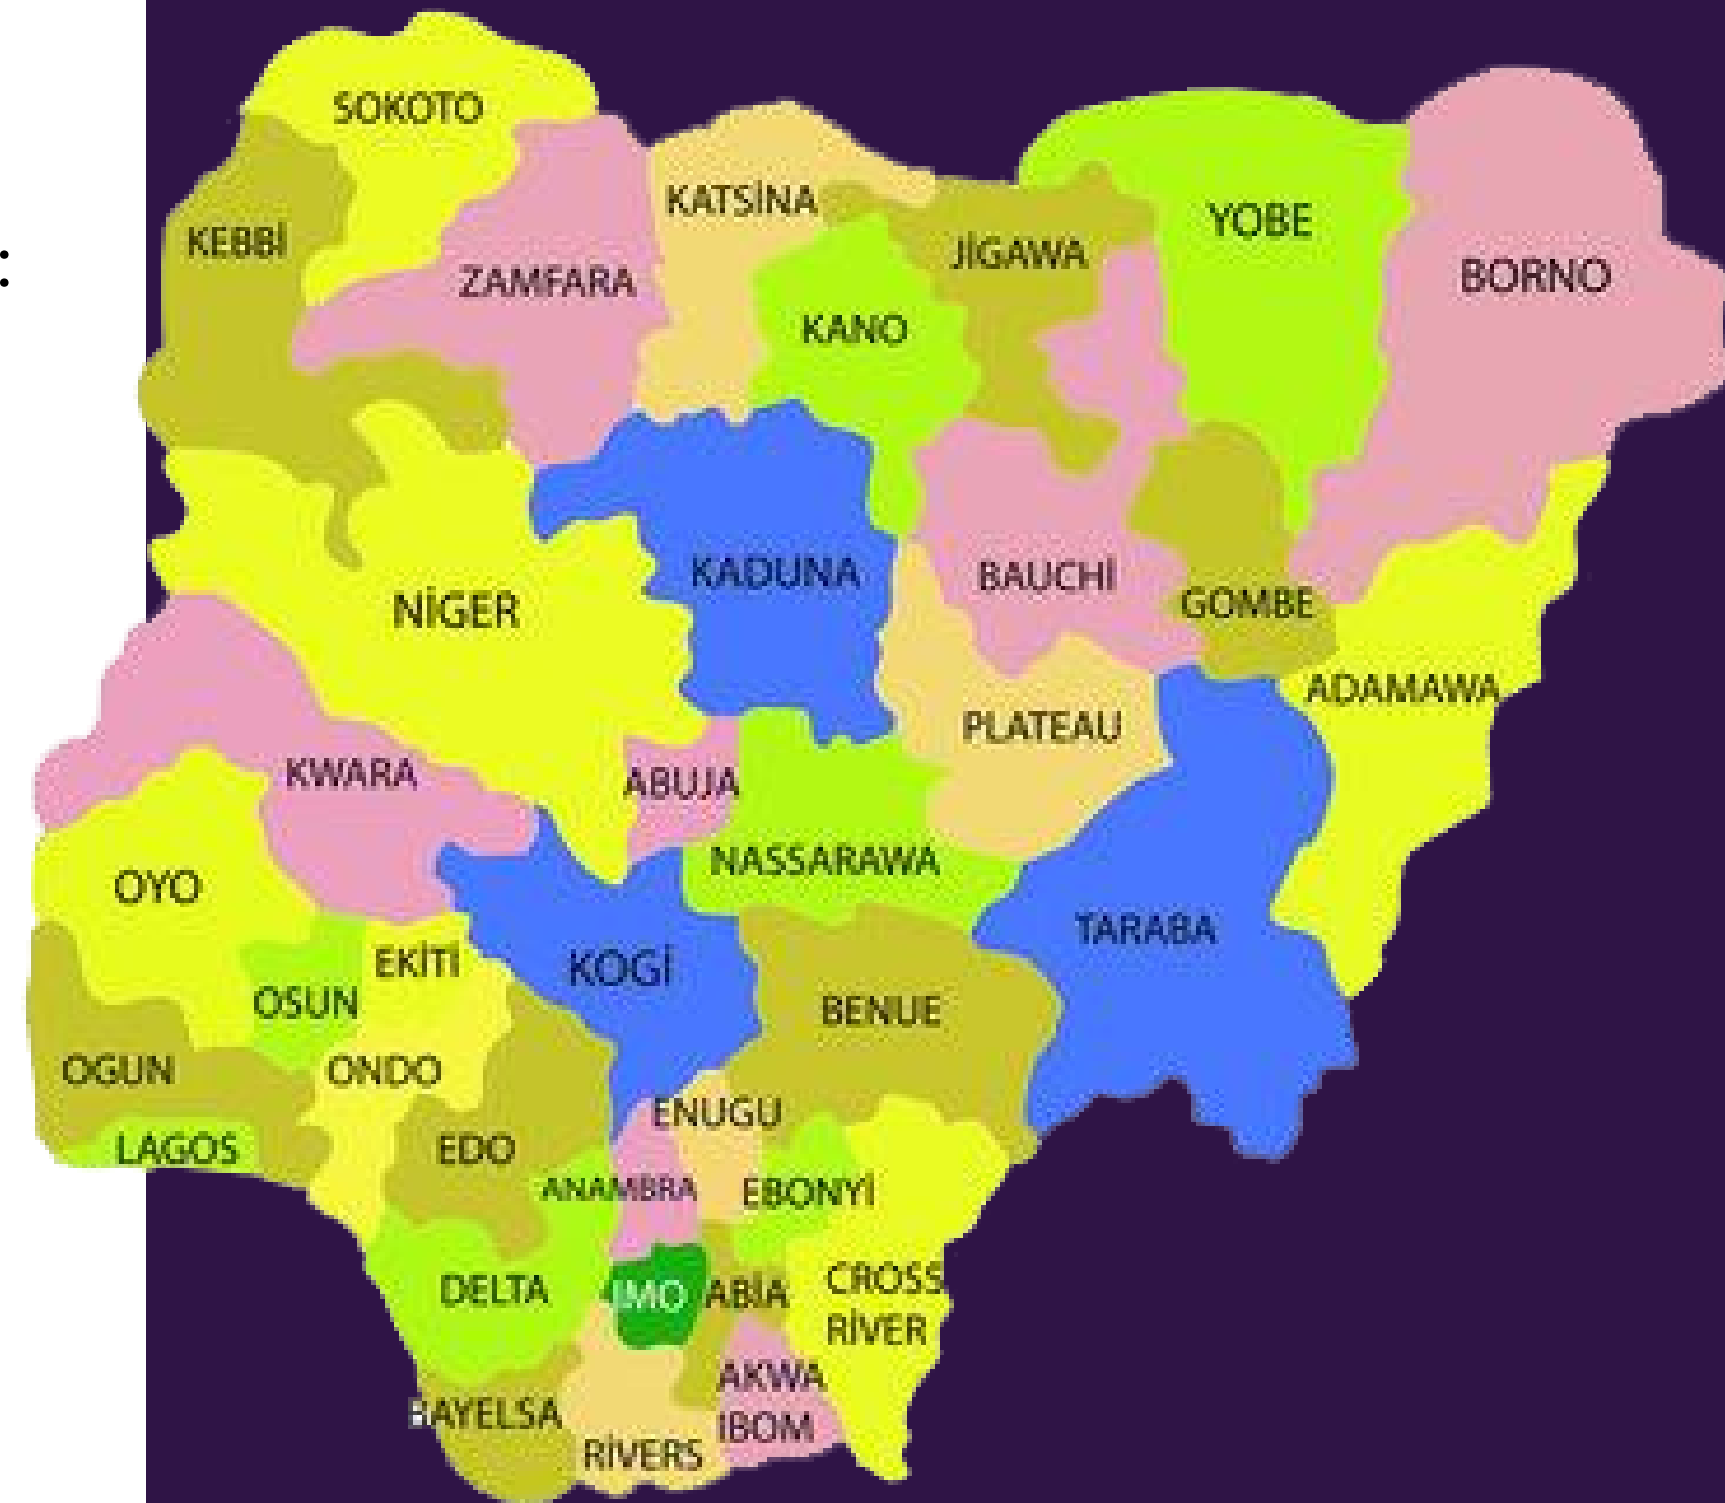 SOKOTO
KATSİNA
YOBE
KEBBİ
JİGAWA
:
ZAMFARA
BORNO
KANO
KADUNA
BAUCHİ
NİGER
GOMBE
ADAMAWA
PLATEAU
KWARA
ABUJA
NASSARAWA
OYO
TARABA
EKİTİ
KOGİ
OSUN
BENUE
OGUN
ONDO
ENUGU
LAGOS
EDO
ANAMBRA
EBONYİ
CROSS
RİVER
DELTA
IMO
ABİA
AKWA
IBOM
BAYELSA
RİVERS